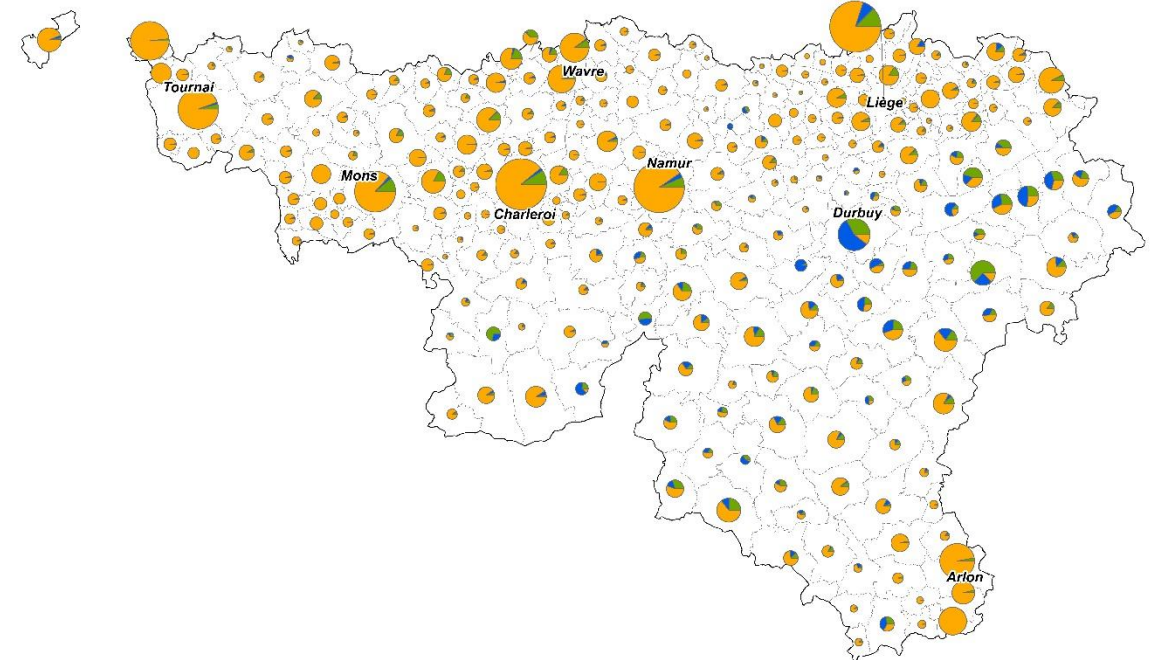 Wavre
Tournai
Liège
Mons
Namur
Charleroi
Durbuy
Arlon